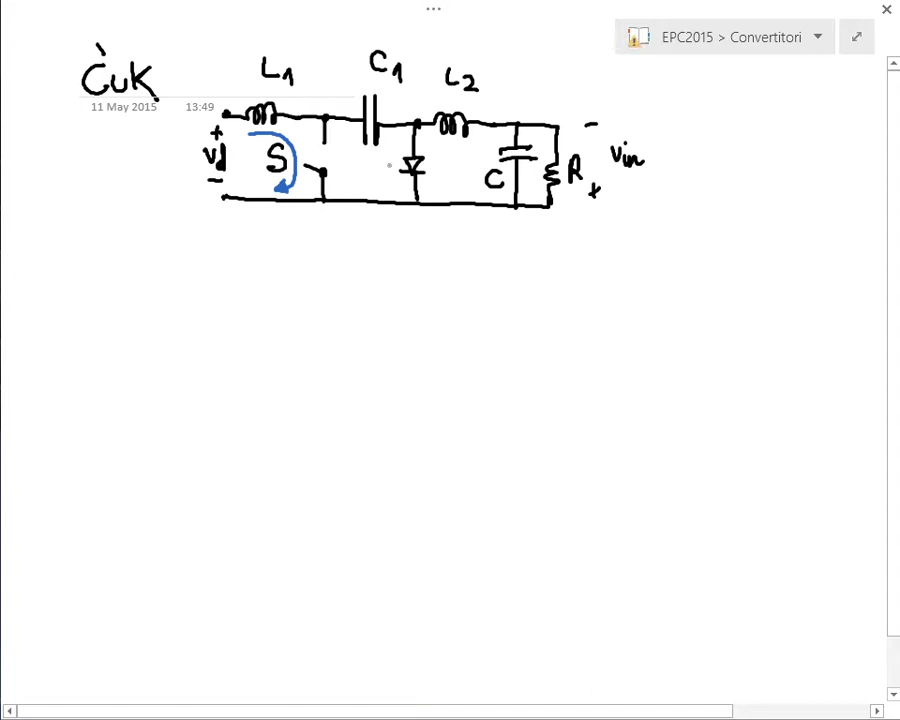 EPC2015 > Convertitori
Ćuk
L1
C1
L2
11 May 2015 13:49
+
Vd
-
S
C
R
-
Vin
+